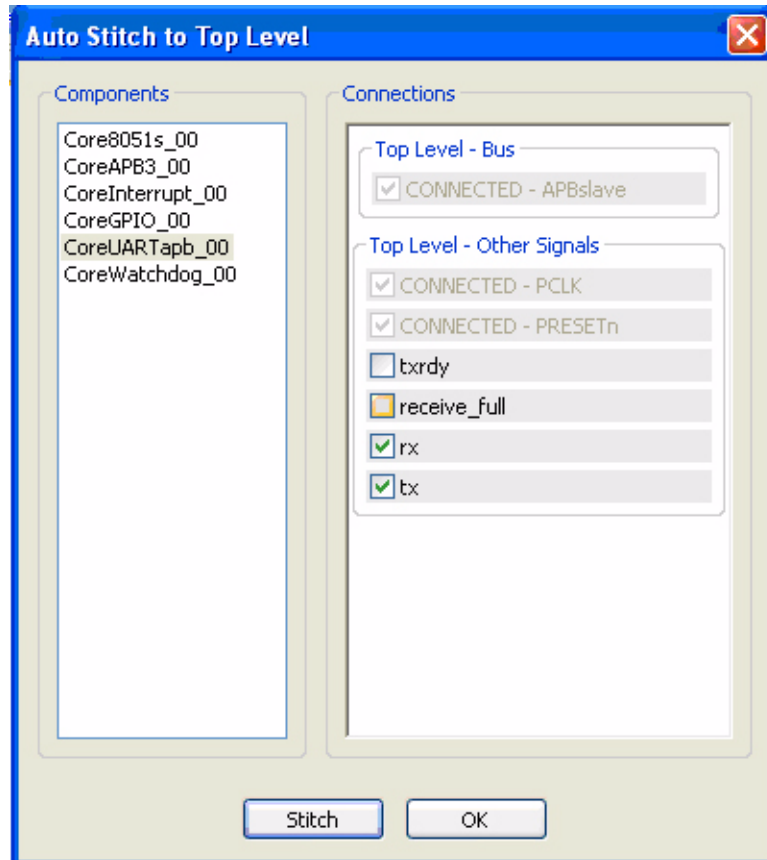 Auto Stitch to Top Level
Components
Core8051s_00
CoreAPB3_00
CoreInterrupt_00
CoreGPIO_00
CoreUARTapb_00
CoreWatchdog_00
Connections
Top Level - Bus
CONNECTED - APBslave
Top Level - Other Signals
CONNECTED - PCLK
CONNECTED - PRESETn
txrdy
receive_full
rx
tx
Stitch
OK